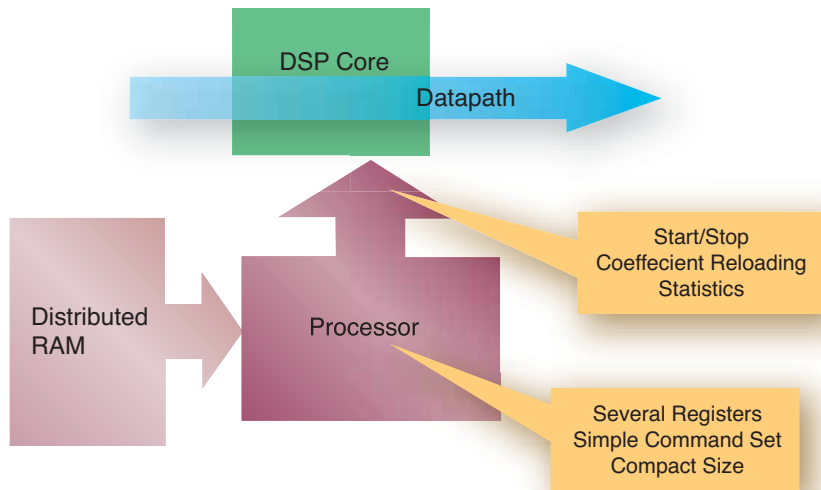 DSP Core
Datapath
Start/Stop
Coeffecient Reloading
Statistics
Distributed
RAM
Processor
Several Registers
Simple Command Set
Compact Size